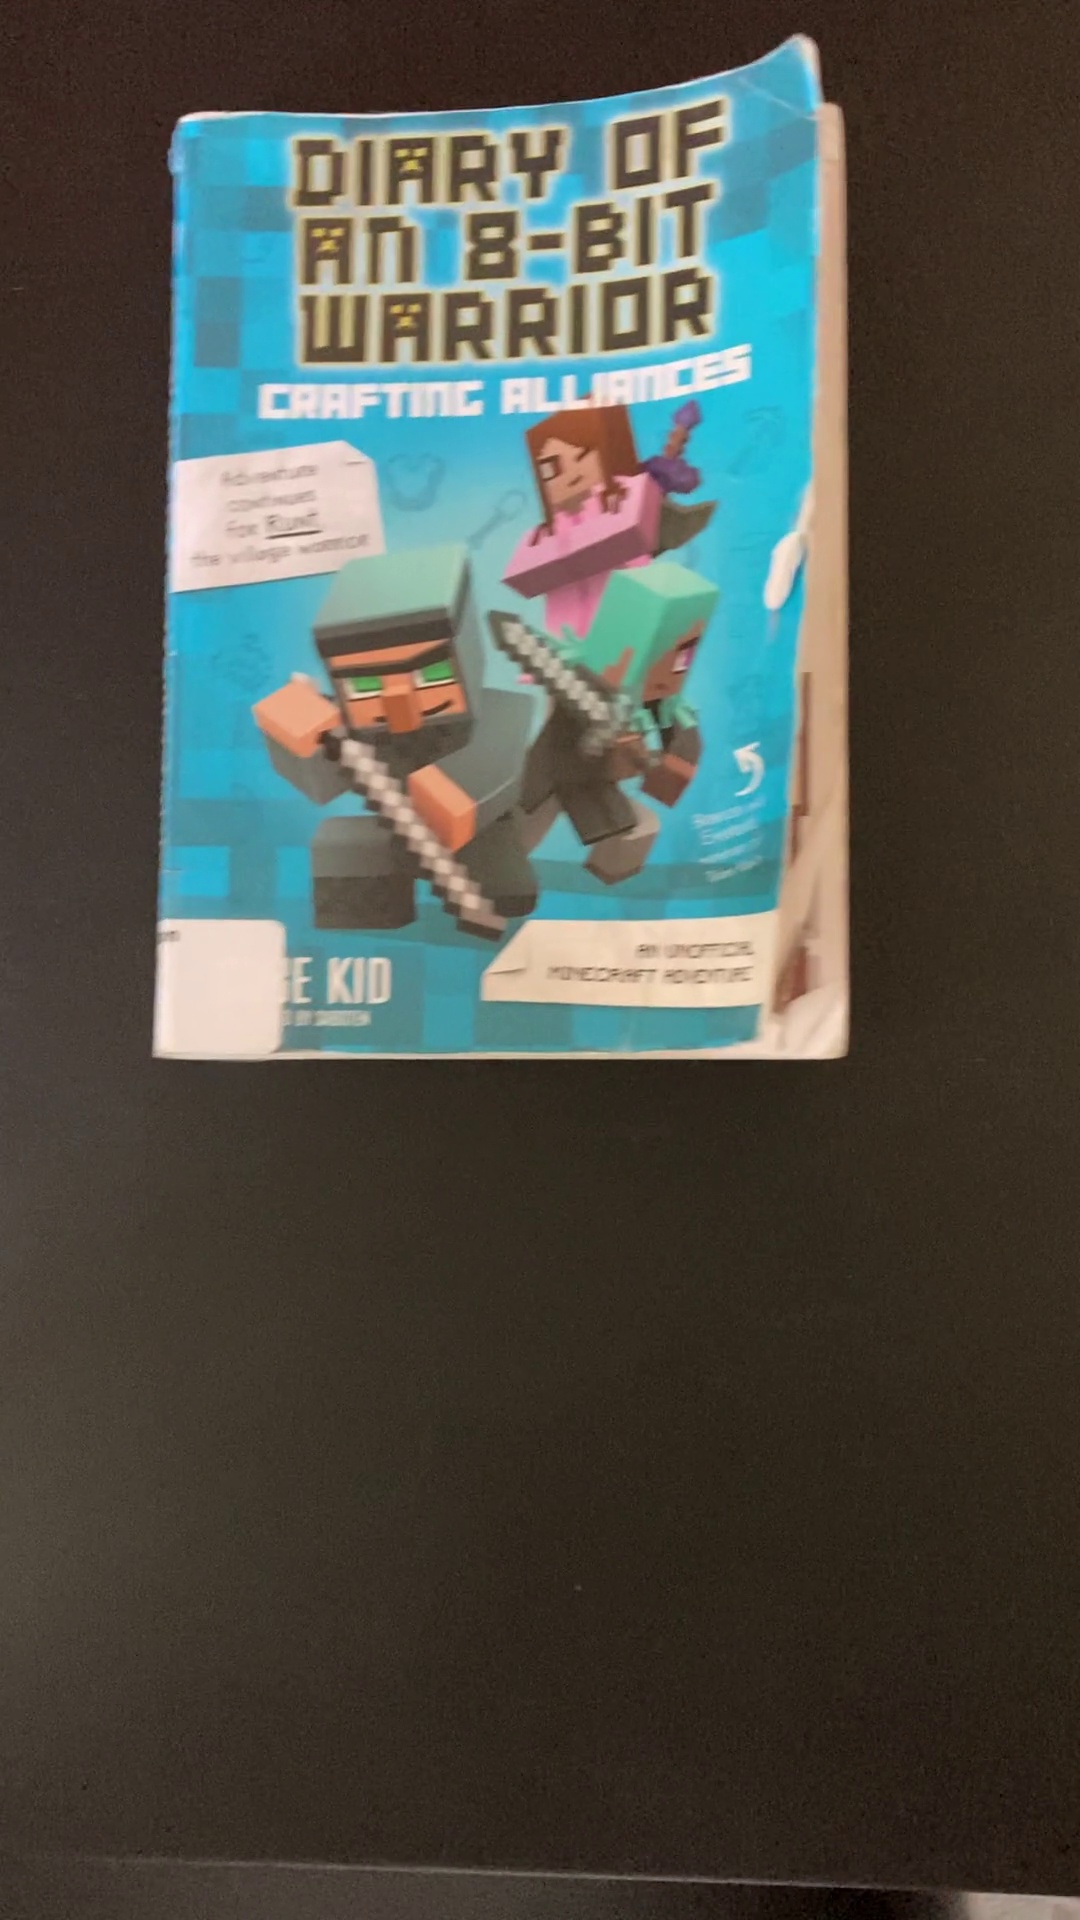 DIARY OF
AN 8-BIT
WARRIOR
CRAFTING ALLIANCES
Adventure
continues
for Runt
the village warrior
GE KID
AN UNOFFICIAL
MINECRAFT ADVENTURE